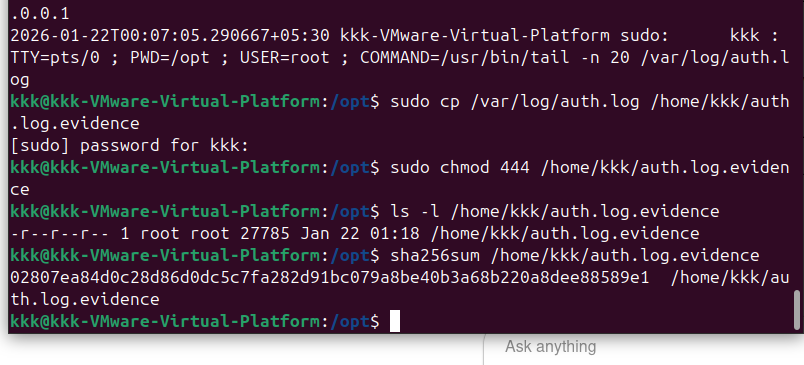 .0.0.1
2026-01-22T00:07:05.290667+05:30 kkk-VMware-Virtual-Platform sudo:      kkk :
TTY=pts/0 ; PWD=/opt ; USER=root ; COMMAND=/usr/bin/tail -n 20 /var/log/auth.l
og
kkk@kkk-VMware-Virtual-Platform:/opt$ sudo cp /var/log/auth.log /home/kkk/auth
.log.evidence
[sudo] password for kkk:
kkk@kkk-VMware-Virtual-Platform:/opt$ sudo chmod 444 /home/kkk/auth.log.eviden
ce
kkk@kkk-VMware-Virtual-Platform:/opt$ ls -l /home/kkk/auth.log.evidence
-r--r--r-- 1 root root 27785 Jan 22 01:18 /home/kkk/auth.log.evidence
kkk@kkk-VMware-Virtual-Platform:/opt$ sha256sum /home/kkk/auth.log.evidence
02807ea84d0c28d86d0dc5c7fa282d91bc079a8be40b3a68b220a8dee88589e1  /home/kkk/au
th.log.evidence
kkk@kkk-VMware-Virtual-Platform:/opt$
Ask anything